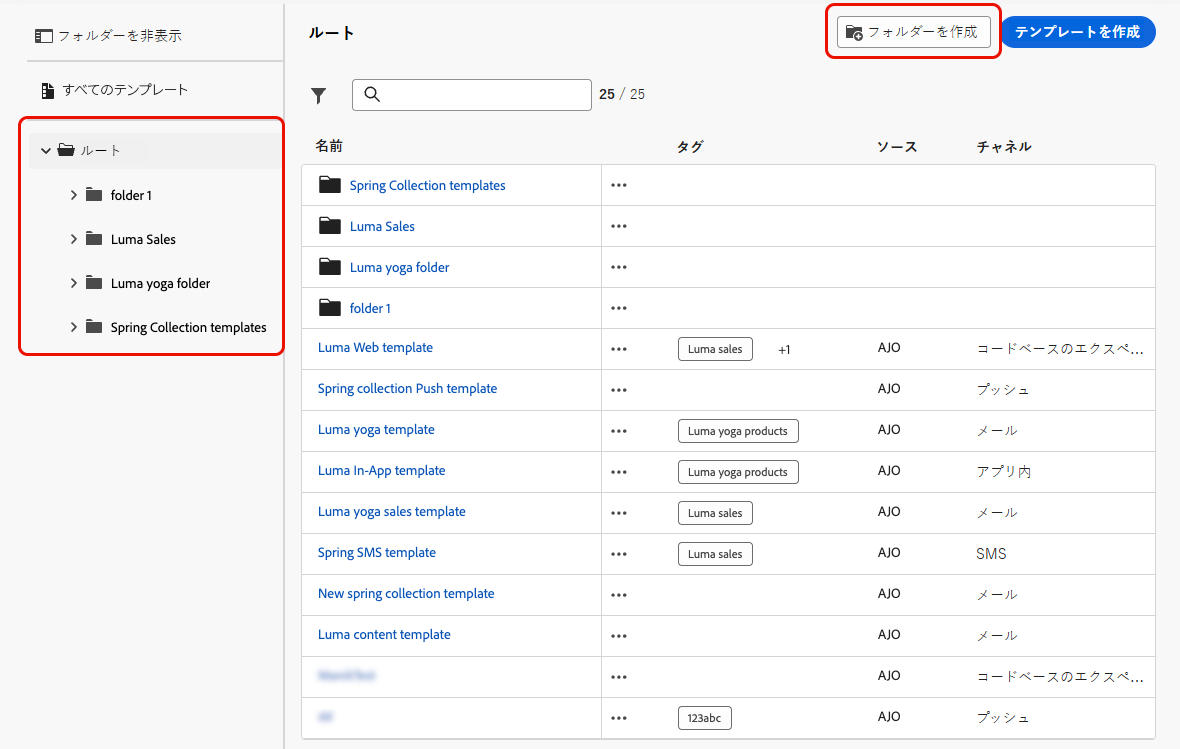 フォルダーを非表示
すべてのテンプレート
ルート
folder 1
Luma Sales
Luma yoga folder
Spring Collection templates
ルート
フォルダーを作成
テンプレートを作成
25 / 25
名前 タグ ソース チャネル
Spring Collection templates
Luma Sales
Luma yoga folder
folder 1
Luma Web template Luma sales +1 AJO コードベースのエクスペ...
Spring collection Push template AJO プッシュ
Luma yoga template Luma yoga products AJO メール
Luma In-App template Luma yoga products AJO アプリ内
Luma yoga sales template Luma sales AJO メール
Spring SMS template Luma sales AJO SMS
New spring collection template AJO メール
Luma content template AJO メール
AJO コードベースのエクスペ...
123abc AJO プッシュ